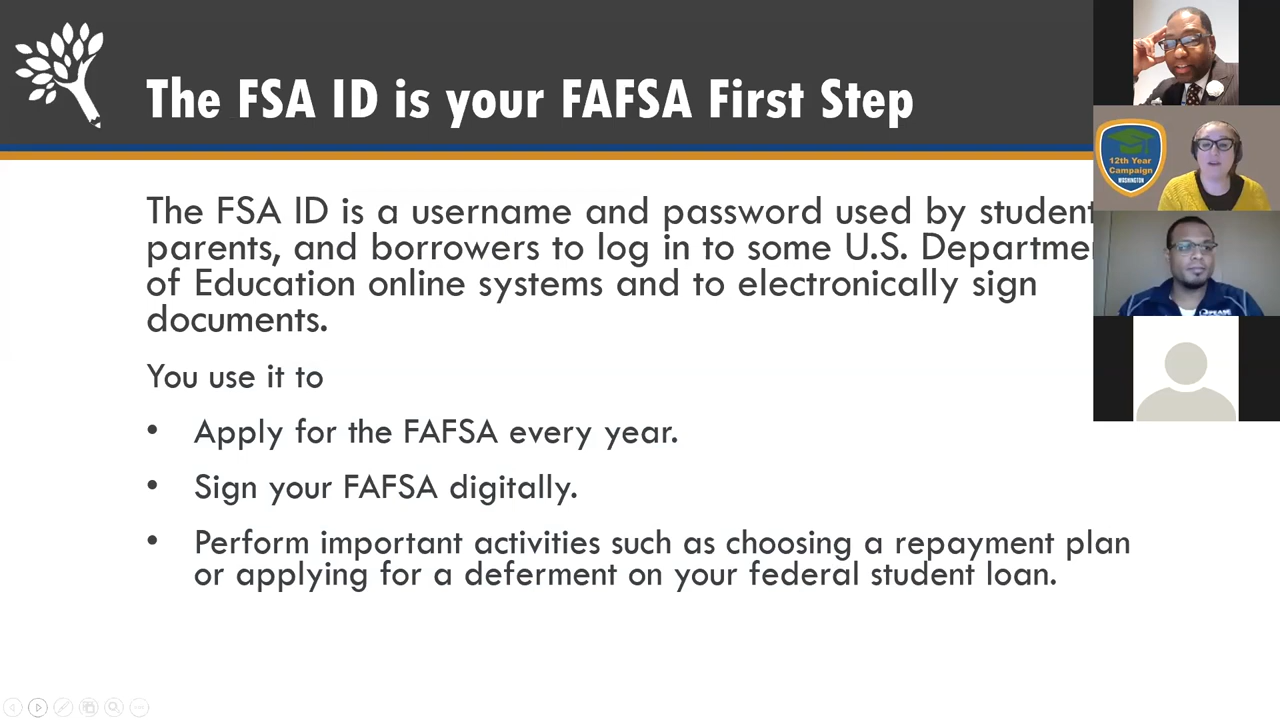 The FSA ID is your FAFSA First Step
The FSA ID is a username and password used by student
parents, and borrowers to log in to some U.S. Departme
of Education online systems and to electronically sign
documents.
You use it to
• Apply for the FAFSA every year.
• Sign your FAFSA digitally.
• Perform important activities such as choosing a repayment plan
or applying for a deferment on your federal student loan.
12th Year
Campaign
WASHINGTON